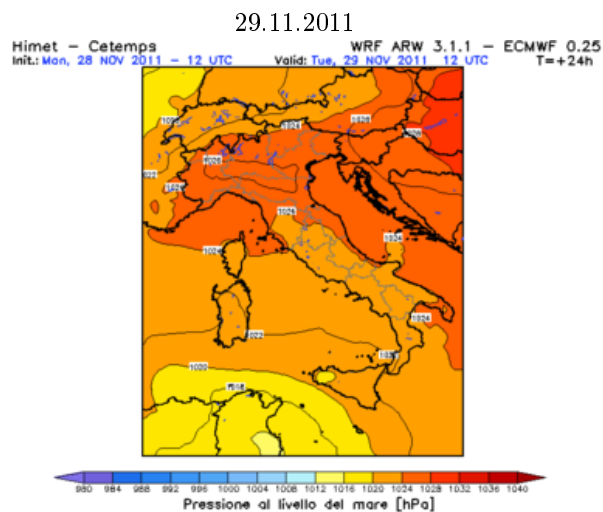 29.11.2011
Himet – Cetemps WRF ARW 3.1.1 – ECMWF 0.25
Init.: Mon, 28 NOV 2011 – 12 UTC Valid: Tue, 29 NOV 2011 12 UTC T=+24h
1024
1028
1026
1026
1024
1024
1024
1022
1020
1018
980 984 988 992 996 1000 1004 1008 1012 1016 1020 1024 1028 1032 1036 1040
Pressione al livello del mare [hPa]